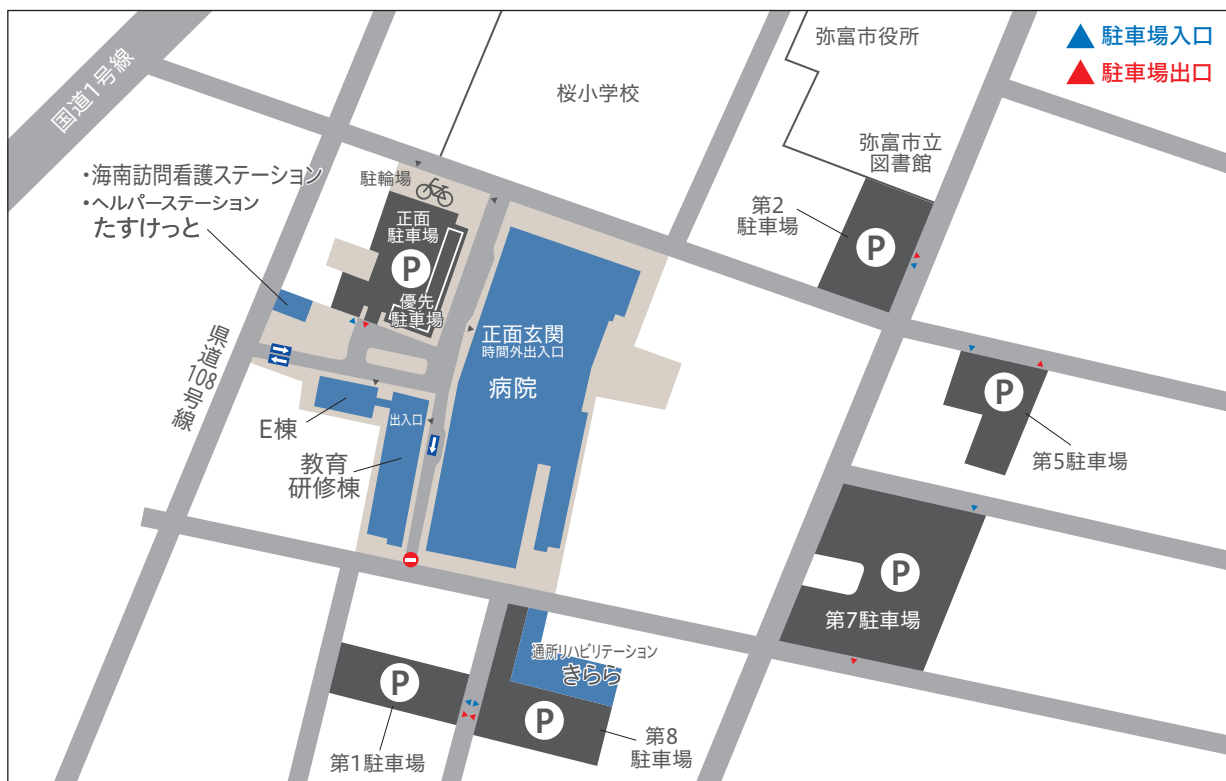 弥富市役所
駐車場入口
駐車場出口
国道1号線
桜小学校
弥富市立
図書館
・海南訪問看護ステーション
・ヘルパーステーション
たすけっと
駐輪場
正面
駐車場
P
優先
駐車場
第2
駐車場
P
正面玄関
時間外出入口
病院
県道108号線
E棟
出入口
教育
研修棟
P
第5駐車場
P
第7駐車場
通所リハビリテーション
きらら
P
第1駐車場
P
第8
駐車場